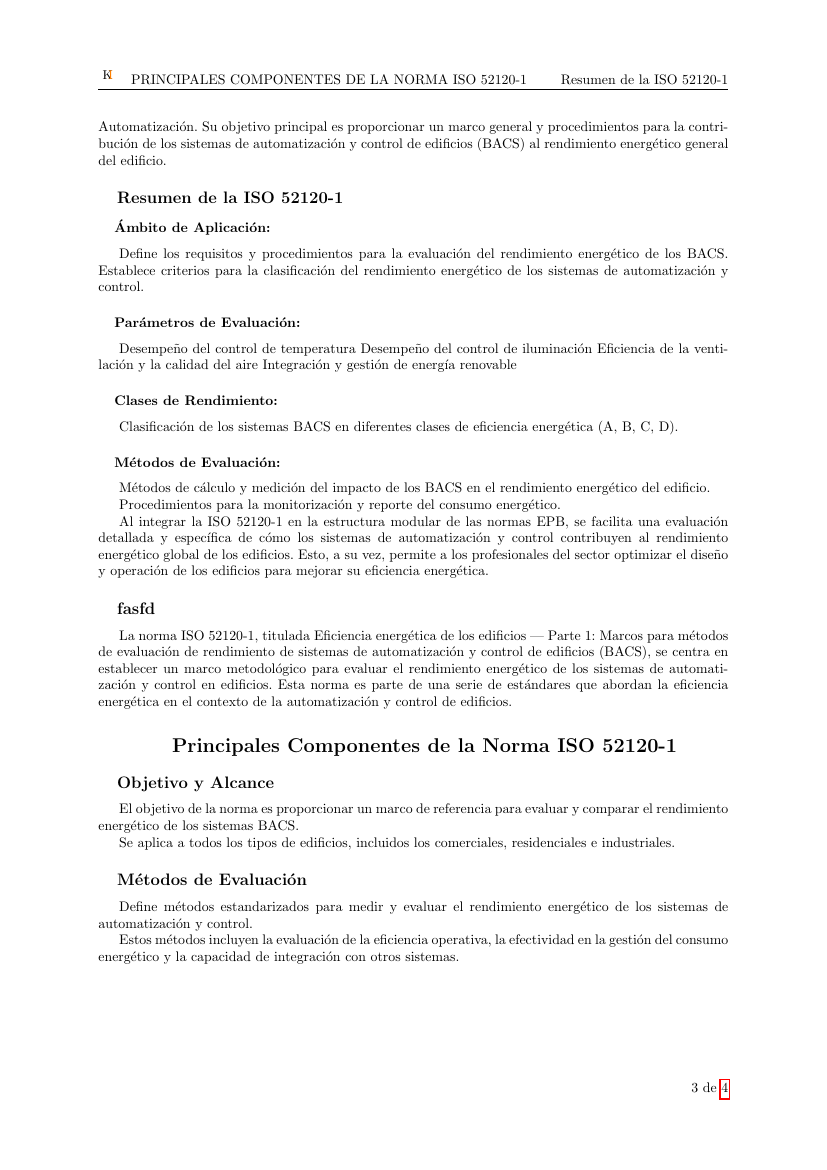 K PRINCIPALES COMPONENTES DE LA NORMA ISO 52120-1 Resumen de la ISO 52120-1
Automatización. Su objetivo principal es proporcionar un marco general y procedimientos para la contri-
bución de los sistemas de automatización y control de edificios (BACS) al rendimiento energético general
del edificio.
Resumen de la ISO 52120-1
Ámbito de Aplicación:
Define los requisitos y procedimientos para la evaluación del rendimiento energético de los BACS.
Establece criterios para la clasificación del rendimiento energético de los sistemas de automatización y
control.
Parámetros de Evaluación:
Desempeño del control de temperatura Desempeño del control de iluminación Eficiencia de la venti-
lación y la calidad del aire Integración y gestión de energía renovable
Clases de Rendimiento:
Clasificación de los sistemas BACS en diferentes clases de eficiencia energética (A, B, C, D).
Métodos de Evaluación:
Métodos de cálculo y medición del impacto de los BACS en el rendimiento energético del edificio.
Procedimientos para la monitorización y reporte del consumo energético.
Al integrar la ISO 52120-1 en la estructura modular de las normas EPB, se facilita una evaluación
detallada y específica de cómo los sistemas de automatización y control contribuyen al rendimiento
energético global de los edificios. Esto, a su vez, permite a los profesionales del sector optimizar el diseño
y operación de los edificios para mejorar su eficiencia energética.
fasfd
La norma ISO 52120-1, titulada Eficiencia energética de los edificios — Parte 1: Marcos para métodos
de evaluación de rendimiento de sistemas de automatización y control de edificios (BACS), se centra en
establecer un marco metodológico para evaluar el rendimiento energético de los sistemas de automati-
zación y control en edificios. Esta norma es parte de una serie de estándares que abordan la eficiencia
energética en el contexto de la automatización y control de edificios.
Principales Componentes de la Norma ISO 52120-1
Objetivo y Alcance
El objetivo de la norma es proporcionar un marco de referencia para evaluar y comparar el rendimiento
energético de los sistemas BACS.
Se aplica a todos los tipos de edificios, incluidos los comerciales, residenciales e industriales.
Métodos de Evaluación
Define métodos estandarizados para medir y evaluar el rendimiento energético de los sistemas de
automatización y control.
Estos métodos incluyen la evaluación de la eficiencia operativa, la efectividad en la gestión del consumo
energético y la capacidad de integración con otros sistemas.
3 de 4